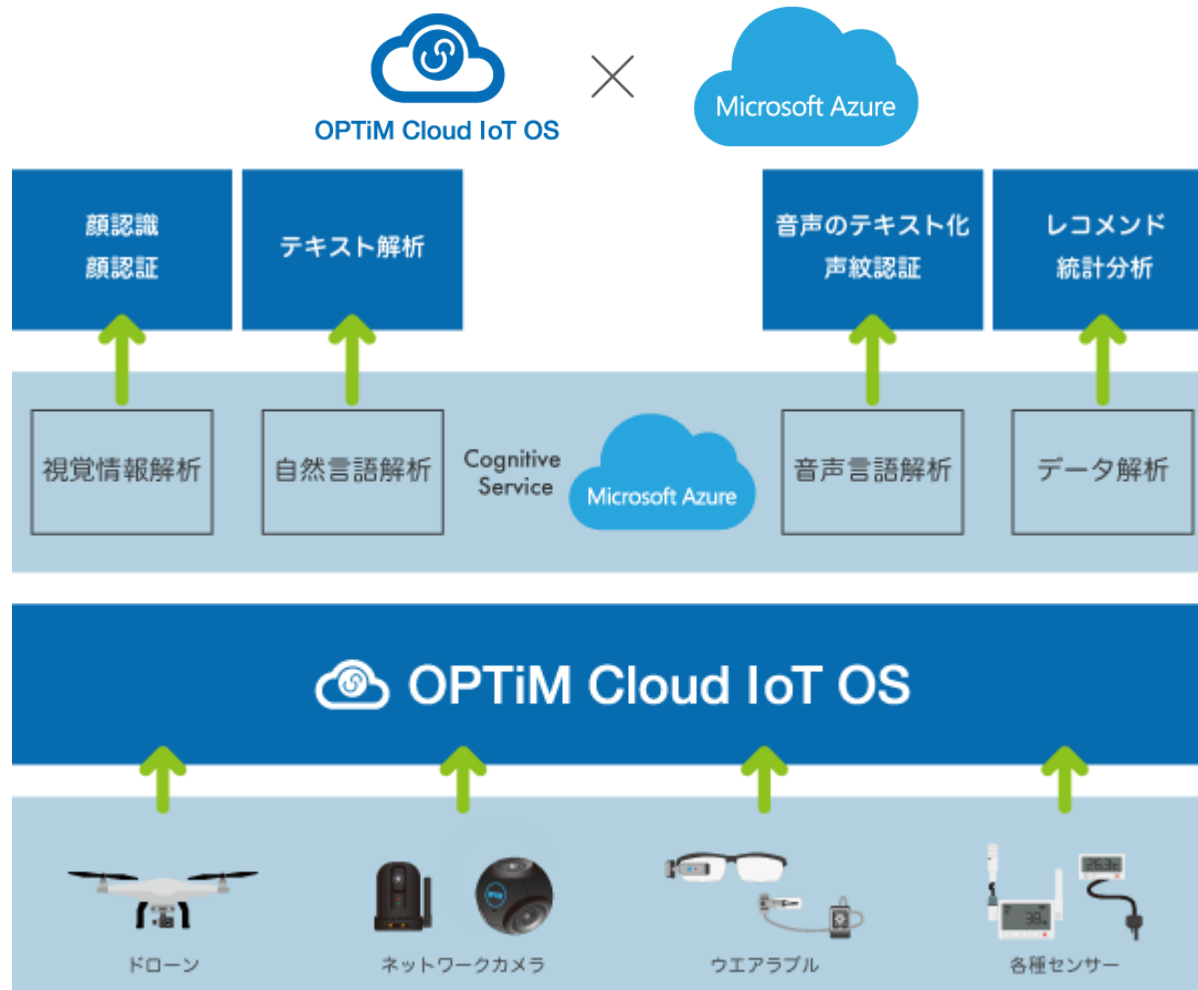 OPTiM Cloud IoT OS
Microsoft Azure
顔認識
顔認証
テキスト解析
音声のテキスト化
声紋認証
レコメンド
統計分析
視覚情報解析
自然言語解析
Cognitive
Service
Microsoft Azure
音声言語解析
データ解析
OPTiM Cloud IoT OS
26.3c
38
ドローン
ネットワークカメラ
ウエアラブル
各種センサー